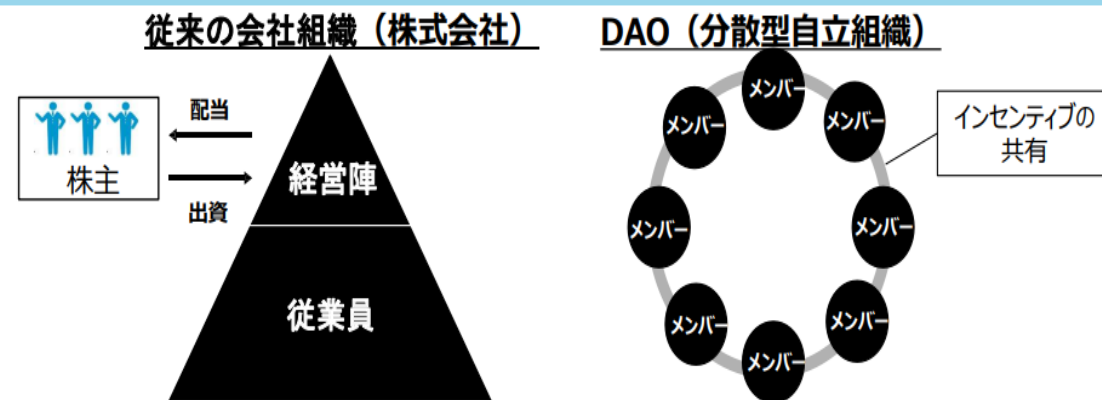 従来の会社組織（株式会社）
配当
株主
出資
経営陣
従業員
DAO（分散型自立組織）
メンバー
メンバー
メンバー
メンバー
メンバー
メンバー
メンバー
メンバー
インセンティブの
共有